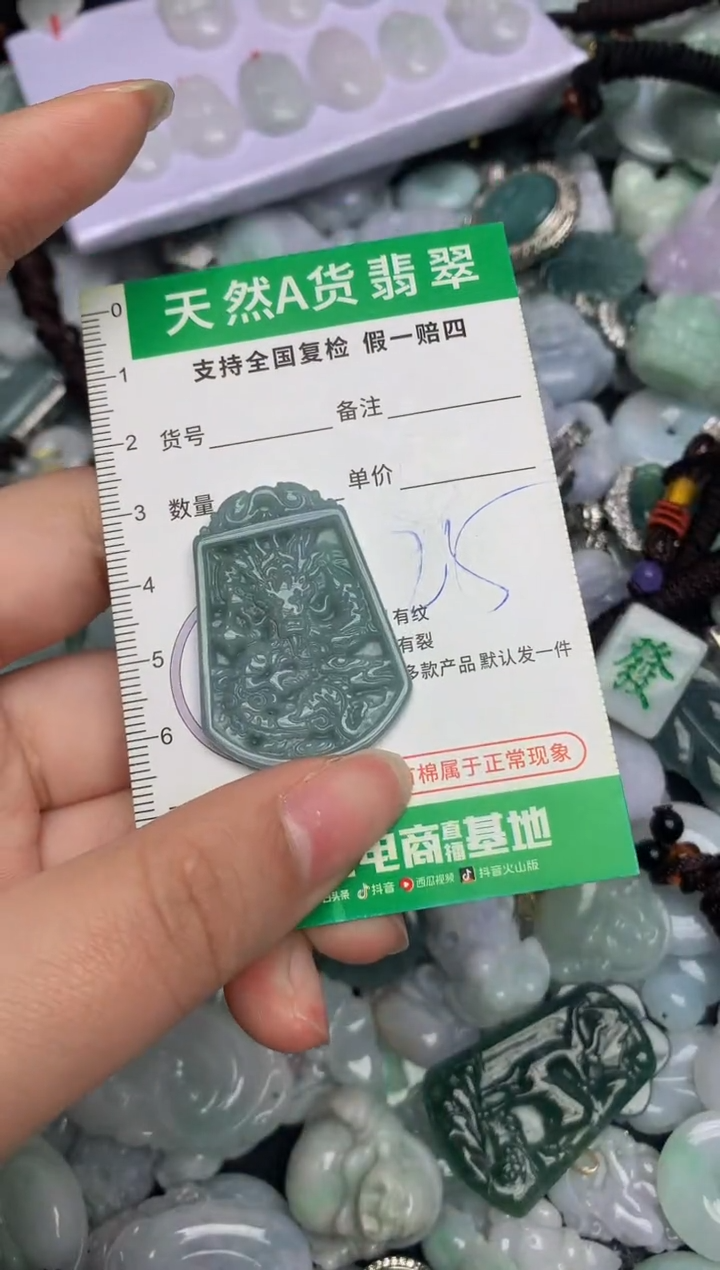 天然A货翡翠
支持全国复检 假一赔四
0
1
2
3
4
5
6
货号
备注
数量
单价
有纹
有裂
多款产品 默认发一件
棉属于正常现象
电商直播基地
头条 抖音 西瓜视频 抖音火山版
發